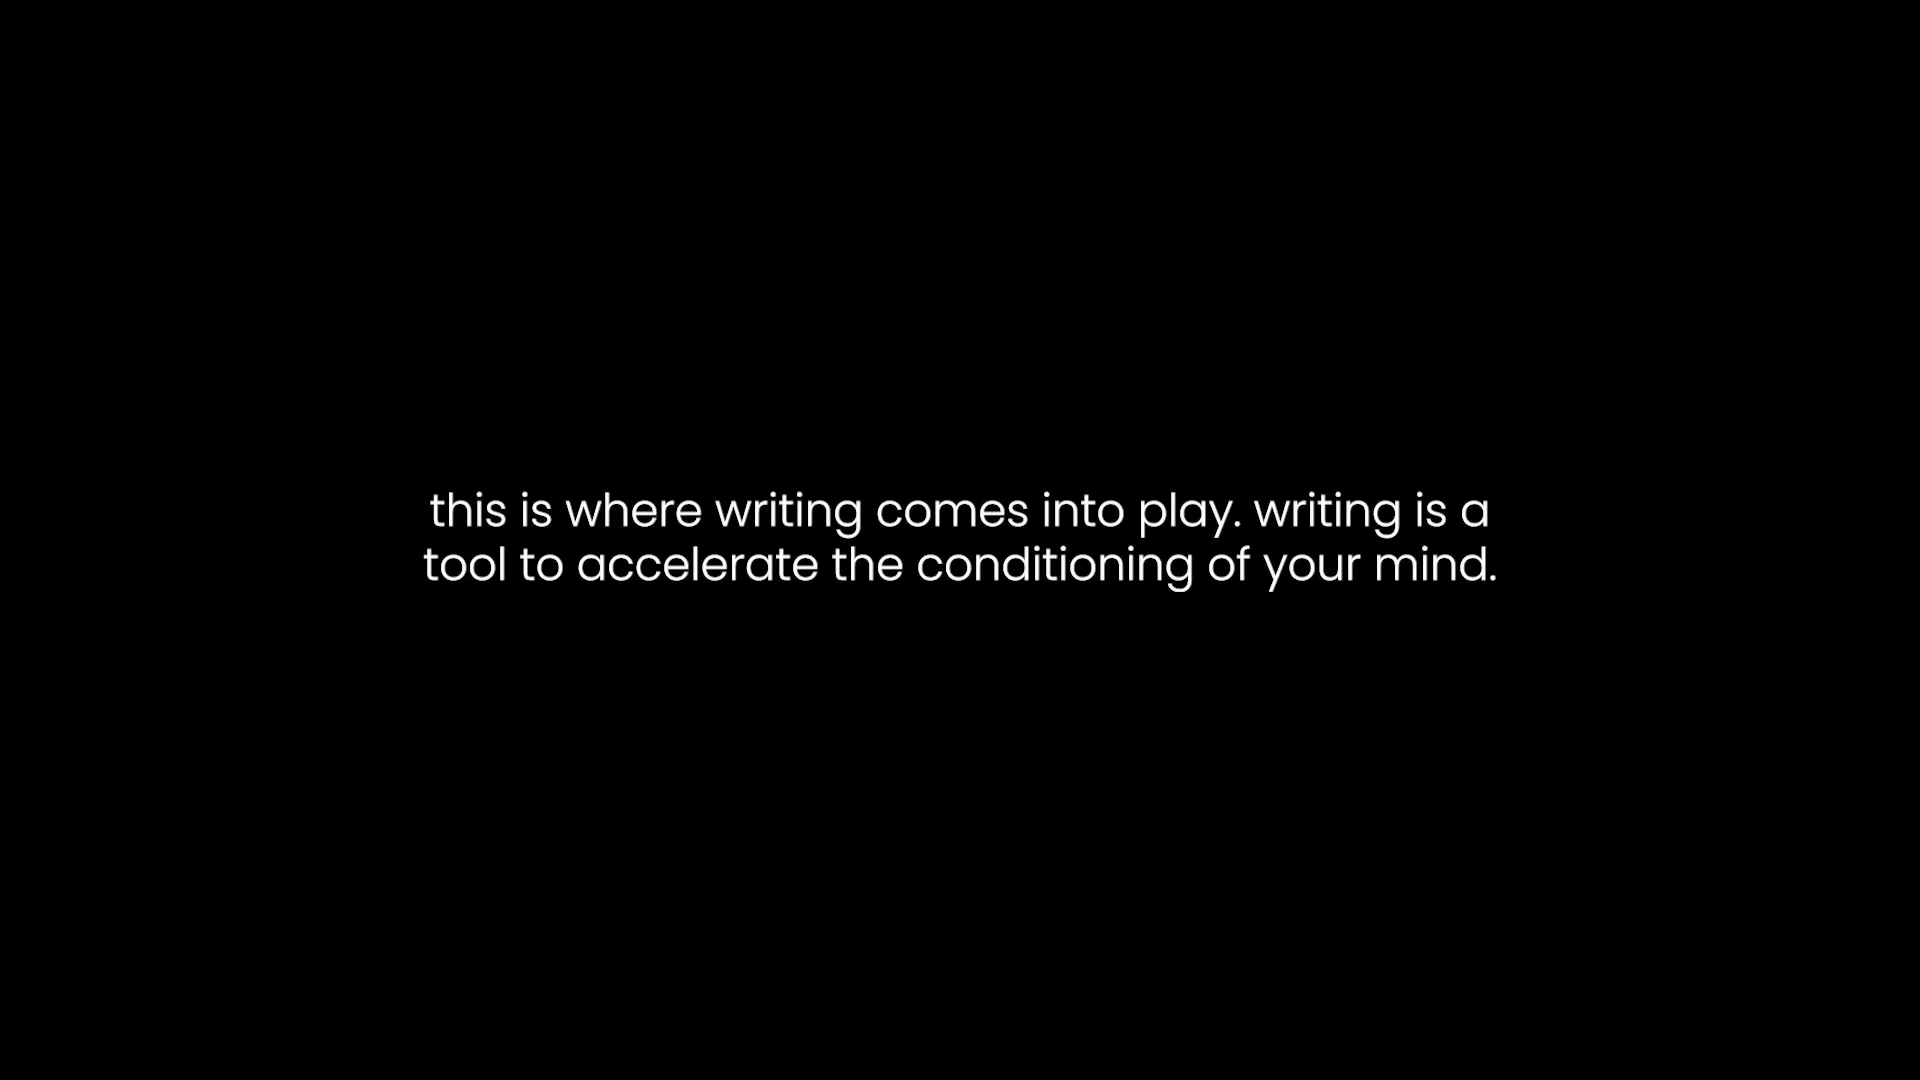 this is where writing comes into play. writing is a
tool to accelerate the conditioning of your mind.